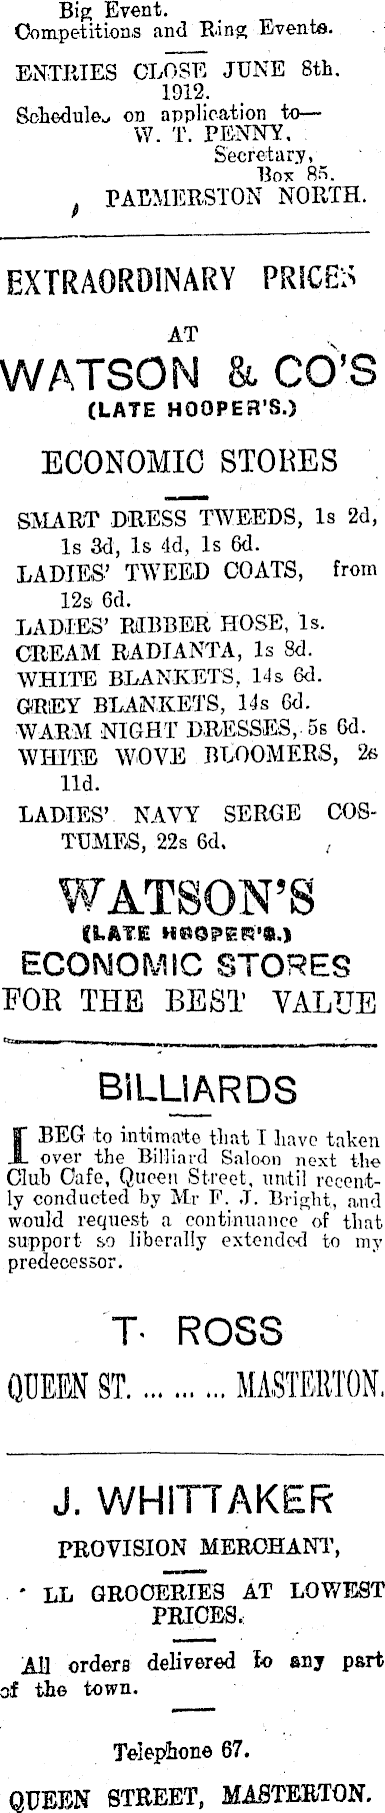 Big Event.
Competitions and Ring Events.
ENTRIES CLOSE JUNE 8th.
1912.
Schedules on application to—
W. T. PENNY,
Secretary,
Box 85.
PALMERSTON NORTH.
EXTRAORDINARY PRICES
AT
WATSON & CO'S
(LATE HOOPER'S.)
ECONOMIC STORES
SMART DRESS TWEEDS, 1s 2d,
1s 3d, 1s 4d, 1s 6d.
LADIES' TWEED COATS, from
12s 6d.
LADIES' RIBBER HOSE, 1s.
CREAM RADIANTA, 1s 8d.
WHITE BLANKETS, 14s 6d.
GREY BLANKETS, 14s 6d.
WARM NIGHT DRESSES, 5s 6d.
WHITE WOVE BLOOMERS, 2s
11d.
LADIES' NAVY SERGE COS-
TUMES, 22s 6d.
WATSON'S
(LATE HOOPER'S.)
ECONOMIC STORES
FOR THE BEST VALUE
BILLIARDS
I BEG to intimate that I have taken
over the Billiard Saloon next the
Club Cafe, Queen Street, until recent-
ly conducted by Mr F. J. Bright, and
would request a continuance of that
support so liberally extended to my
predecessor.
T. ROSS
QUEEN ST. ... ... ... MASTERTON.
J. WHITTAKER
PROVISION MERCHANT,
LL GROCERIES AT LOWEST
PRICES.
All orders delivered to any part
of the town.
Telephone 67.
QUEEN STREET, MASTERTON.